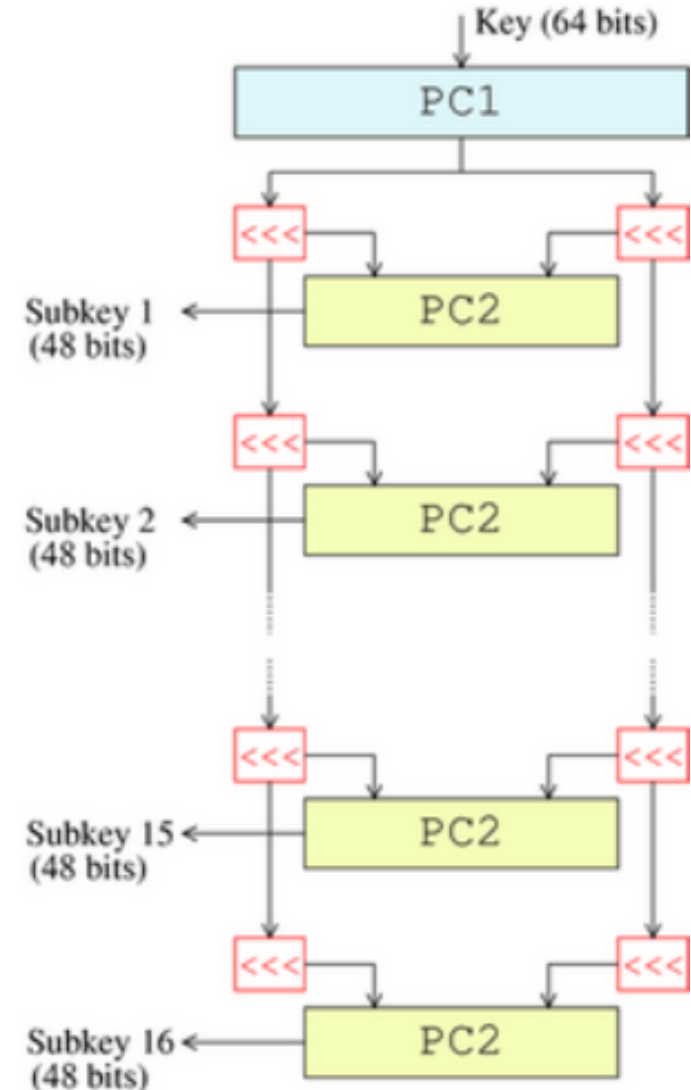 Key (64 bits)
PC1
<<< <<<
PC2
Subkey 1
(48 bits)
<<< <<<
PC2
Subkey 2
(48 bits)
<<< <<<
PC2
Subkey 15
(48 bits)
<<< <<<
PC2
Subkey 16
(48 bits)